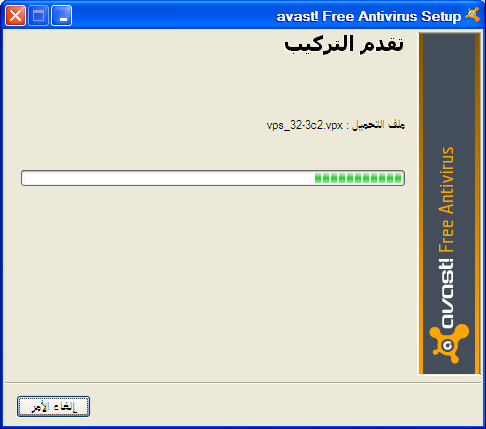 avast! Free Antivirus Setup
تقدم التركيب
ملف التحميل : vps_32-3c2.vpx
avast! Free Antivirus
إلغاء الأمر